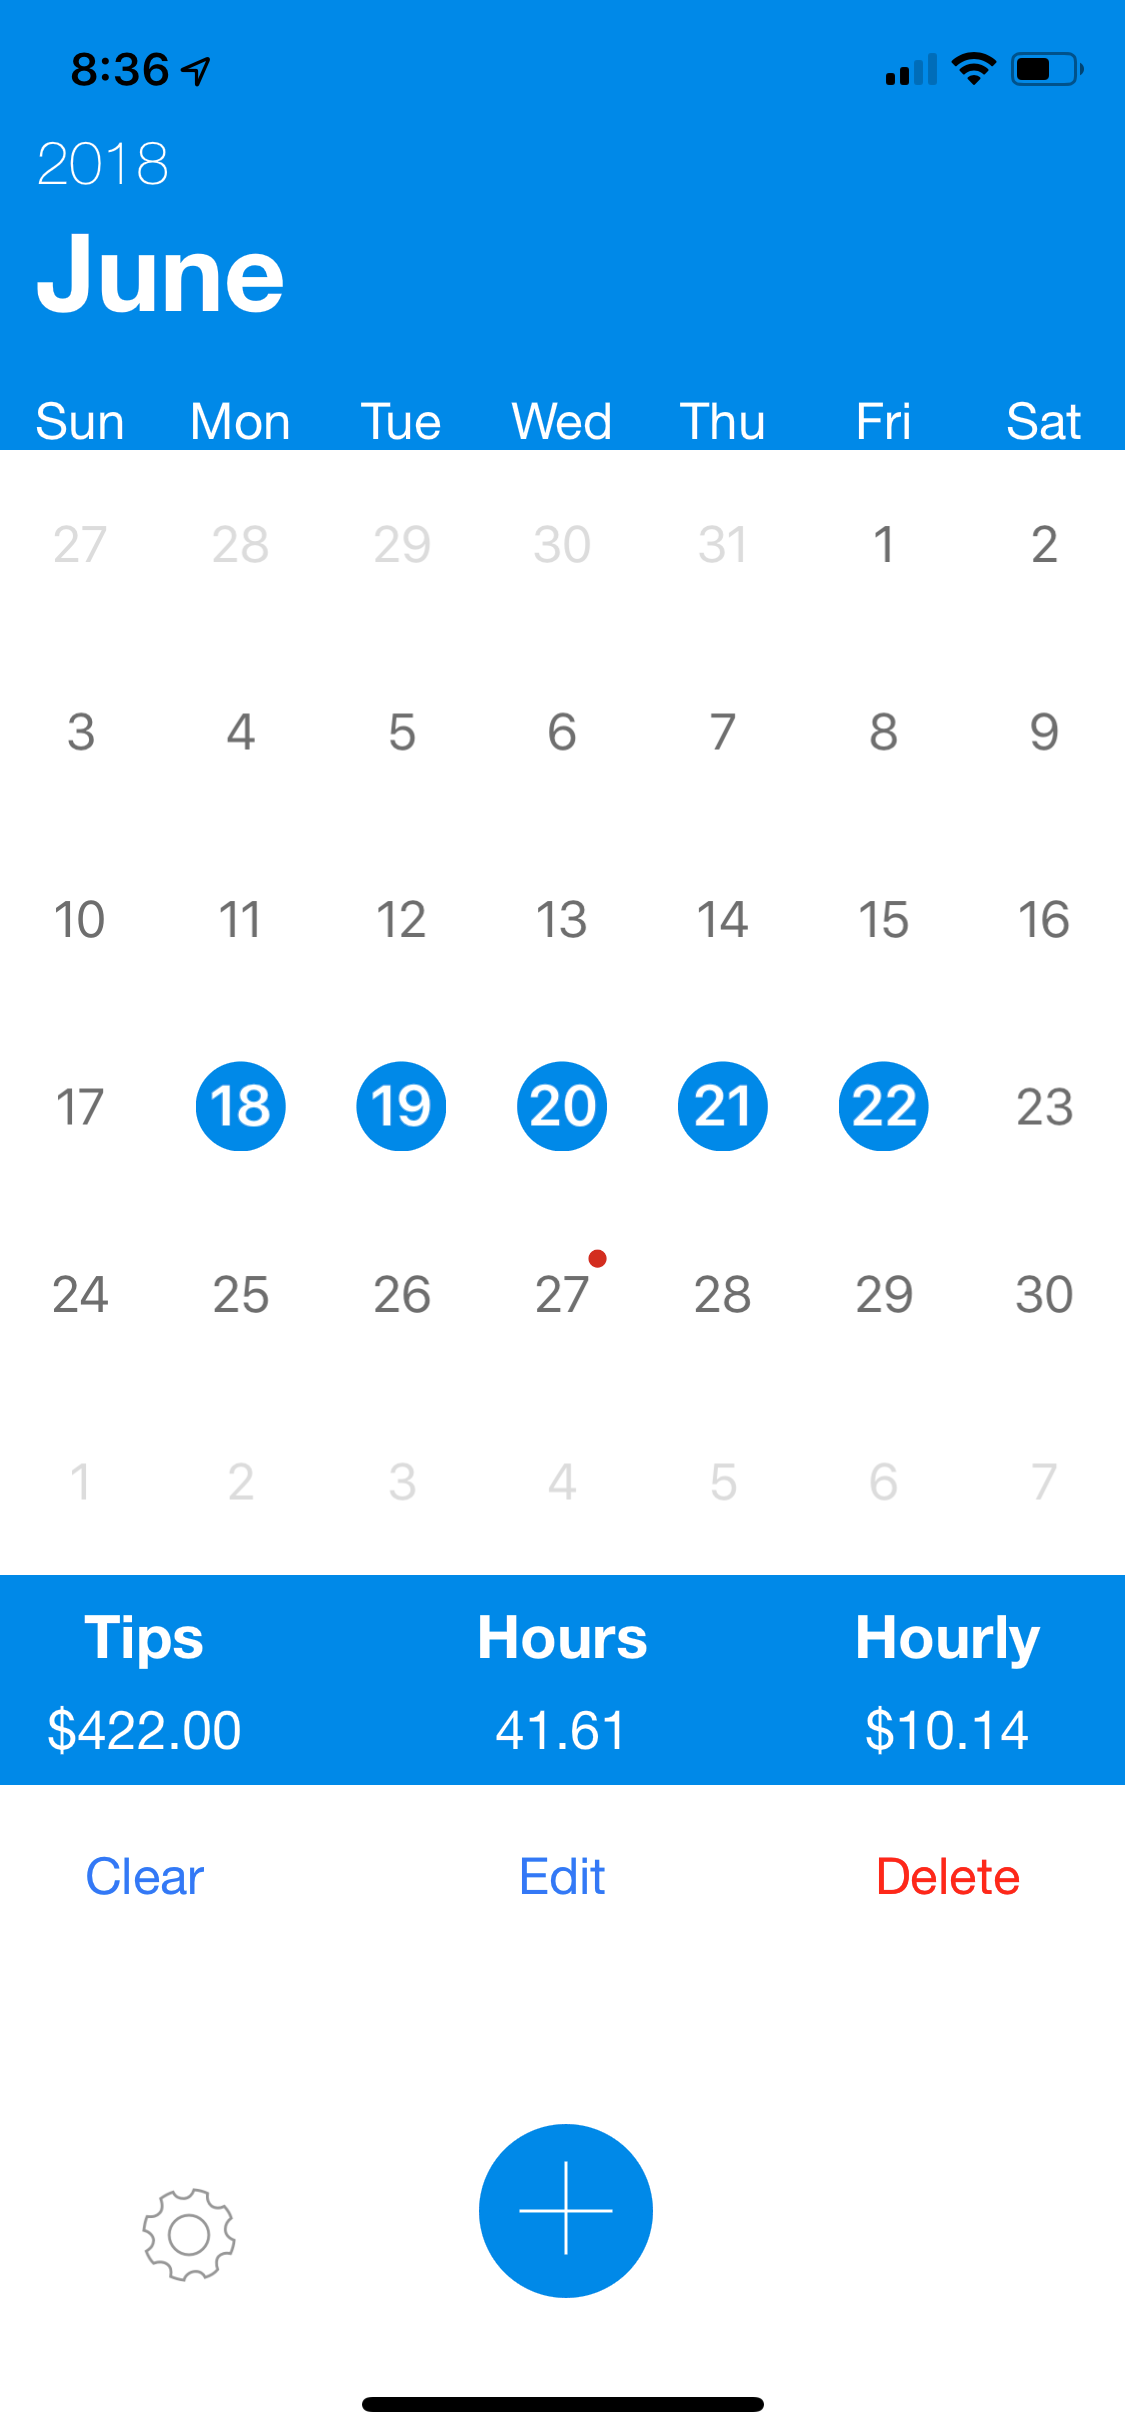 8:36
2018
June
Sun Mon Tue Wed Thu Fri Sat
27 28 29 30 31 1 2
3 4 5 6 7 8 9
10 11 12 13 14 15 16
17 18 19 20 21 22 23
24 25 26 27 28 29 30
1 2 3 4 5 6 7
Tips Hours Hourly
$422.00 41.61 $10.14
Clear Edit Delete